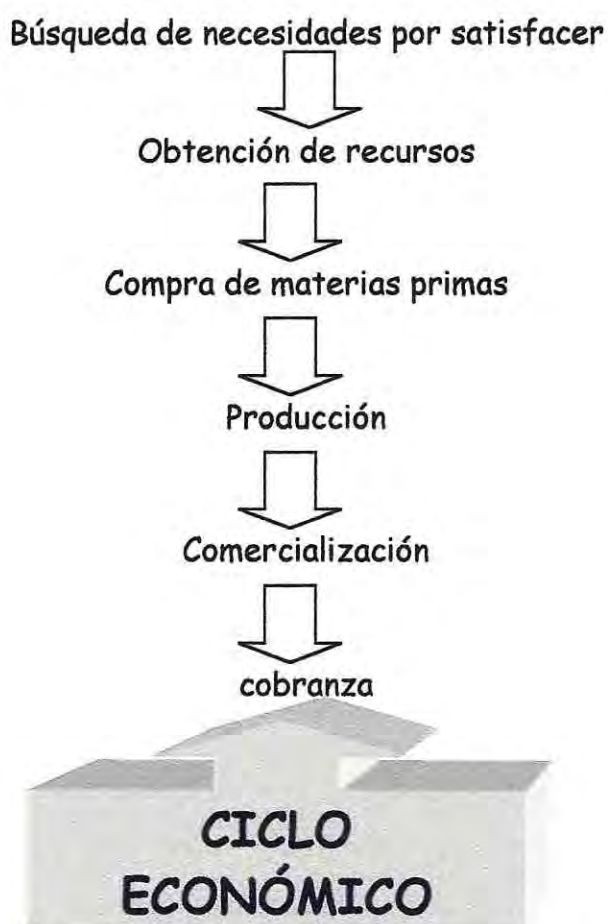 Búsqueda de necesidades por satisfacer
Obtención de recursos
Compra de materias primas
Producción
Comercialización
cobranza
CICLO
ECONÓMICO